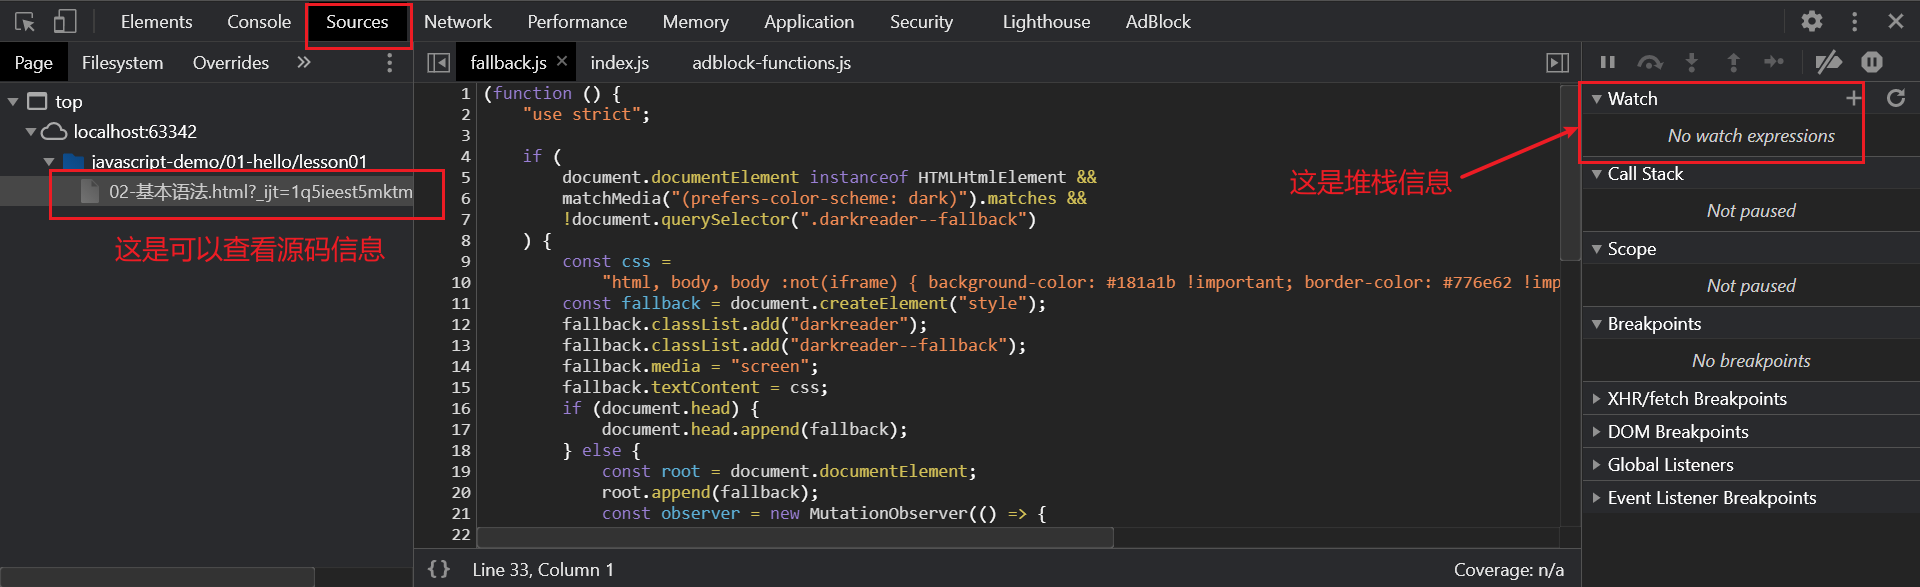 Elements Console Sources Network Performance Memory Application Security Lighthouse AdBlock
Page Filesystem Overrides »
fallback.js × index.js adblock-functions.js
top
localhost:63342
javascript-demo/01-hello/lesson01
02-基本语法.html?_ijt=1q5ieest5mktm
这是可以查看源码信息
1 (function () {
2 "use strict";
3
4 if (
5 document.documentElement instanceof HTMLHtmlElement &&
6 matchMedia("(prefers-color-scheme: dark)").matches &&
7 !document.querySelector(".darkreader--fallback")
8 ) {
9 const css =
10 "html, body, body :not(iframe) { background-color: #181a1b !important; border-color: #776e62 !imp
11 const fallback = document.createElement("style");
12 fallback.classList.add("darkreader");
13 fallback.classList.add("darkreader--fallback");
14 fallback.media = "screen";
15 fallback.textContent = css;
16 if (document.head) {
17 document.head.append(fallback);
18 } else {
19 const root = document.documentElement;
20 root.append(fallback);
21 const observer = new MutationObserver(() => {
22
{} Line 33, Column 1 Coverage: n/a
这是堆栈信息
Watch
No watch expressions
Call Stack
Not paused
Scope
Not paused
Breakpoints
No breakpoints
XHR/fetch Breakpoints
DOM Breakpoints
Global Listeners
Event Listener Breakpoints